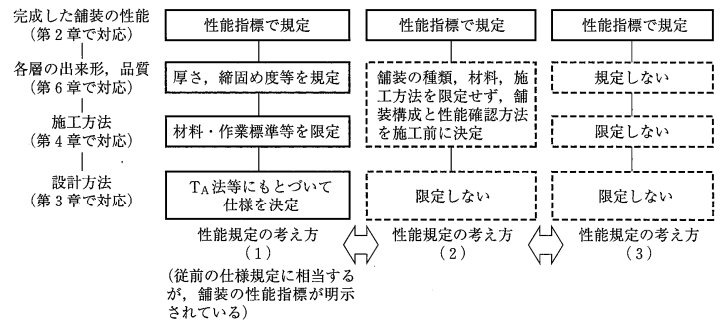 完成した舗装の性能
(第2章で対応)
各層の出来形，品質
(第6章で対応)
施工方法
(第4章で対応)
設計方法
(第3章で対応)
性能指標で規定
厚さ，締固め度等を規定
材料・作業標準等を限定
TA法等にもとづいて
仕様を決定
性能規定の考え方
(1)
(従前の仕様規定に相当する
が，舗装の性能指標が明示
されている)
性能指標で規定
舗装の種類，材料，施
工方法を限定せず，舗
装構成と性能確認方法
を施工前に決定
限定しない
性能規定の考え方
(2)
性能指標で規定
規定しない
限定しない
限定しない
性能規定の考え方
(3)